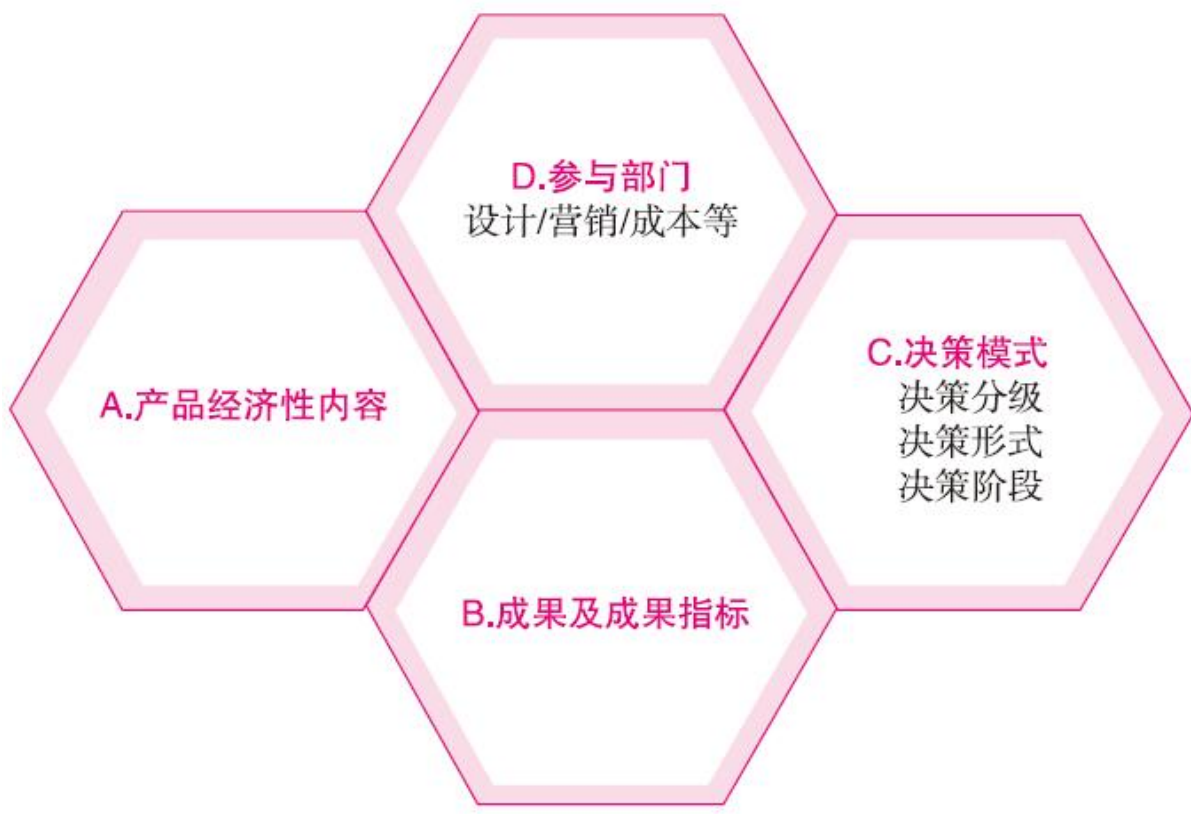 D.参与部门
设计/营销/成本等
A.产品经济性内容
C.决策模式
决策分级
决策形式
决策阶段
B.成果及成果指标